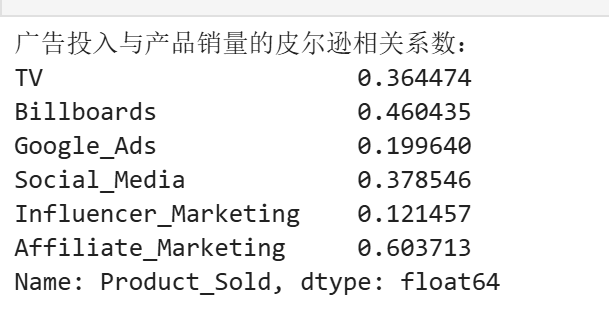 广告投入与产品销量的皮尔逊相关系数:
TV 0.364474
Billboards 0.460435
Google_Ads 0.199640
Social_Media 0.378546
Influencer_Marketing 0.121457
Affiliate_Marketing 0.603713
Name: Product_Sold, dtype: float64